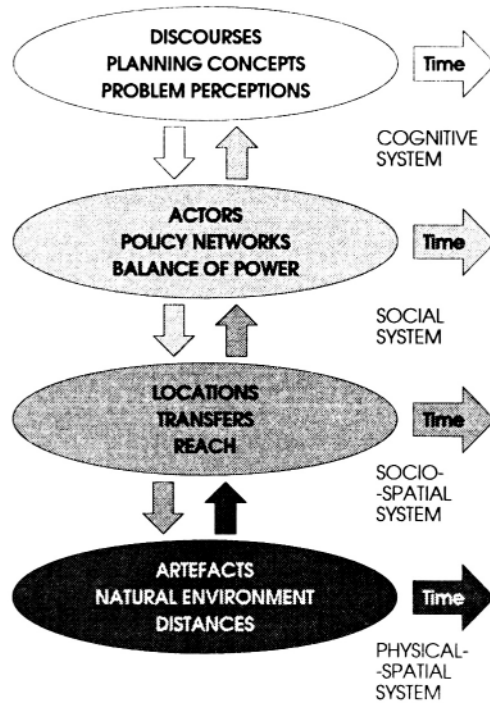 DISCOURSES
PLANNING CONCEPTS
PROBLEM PERCEPTIONS
Time
COGNITIVE
SYSTEM
ACTORS
POLICY NETWORKS
BALANCE OF POWER
Time
SOCIAL
SYSTEM
LOCATIONS
TRANSFERS
REACH
Time
SOCIO-
-SPATIAL
SYSTEM
ARTEFACTS
NATURAL ENVIRONMENT
DISTANCES
Time
PHYSICAL-
-SPATIAL
SYSTEM